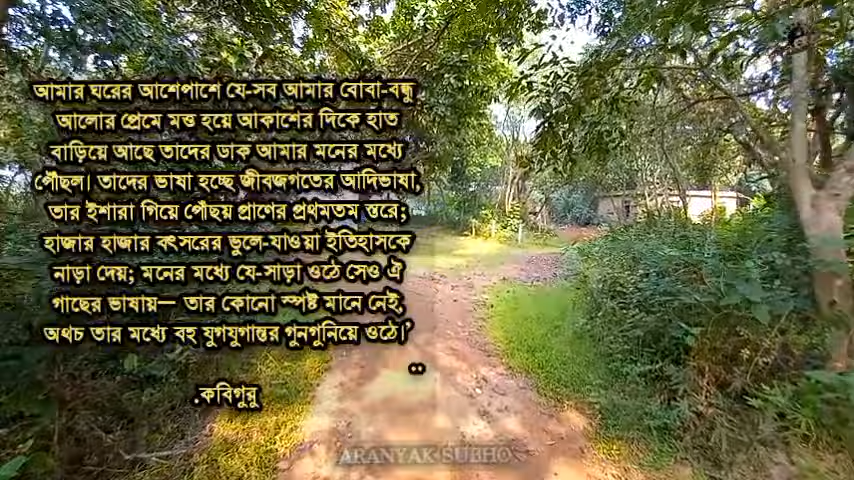 আমার ঘরের আশেপাশে যে-সব আমার বোবা-বন্ধু
আলোর প্রেমে মত্ত হয়ে আকাশের দিকে হাত
বাড়িয়ে আছে তাদের ডাক আমার মনের মধ্যে
পৌঁছল। তাদের ভাষা হচ্ছে জীবজগতের আদিভাষা,
তার ইশারা গিয়ে পৌঁছয় প্রাণের প্রথমতম স্তরে;
হাজার হাজার বৎসরের ভুলে-যাওয়া ইতিহাসকে
নাড়া দেয়; মনের মধ্যে যে-সাড়া ওঠে সেও ঐ
গাছের ভাষায়— তার কোনো স্পষ্ট মানে নেই,
অথচ তার মধ্যে বহু যুগযুগান্তর গুনগুনিয়ে ওঠে।'
..
.কবিগুরু
ARANYAK SUBHO